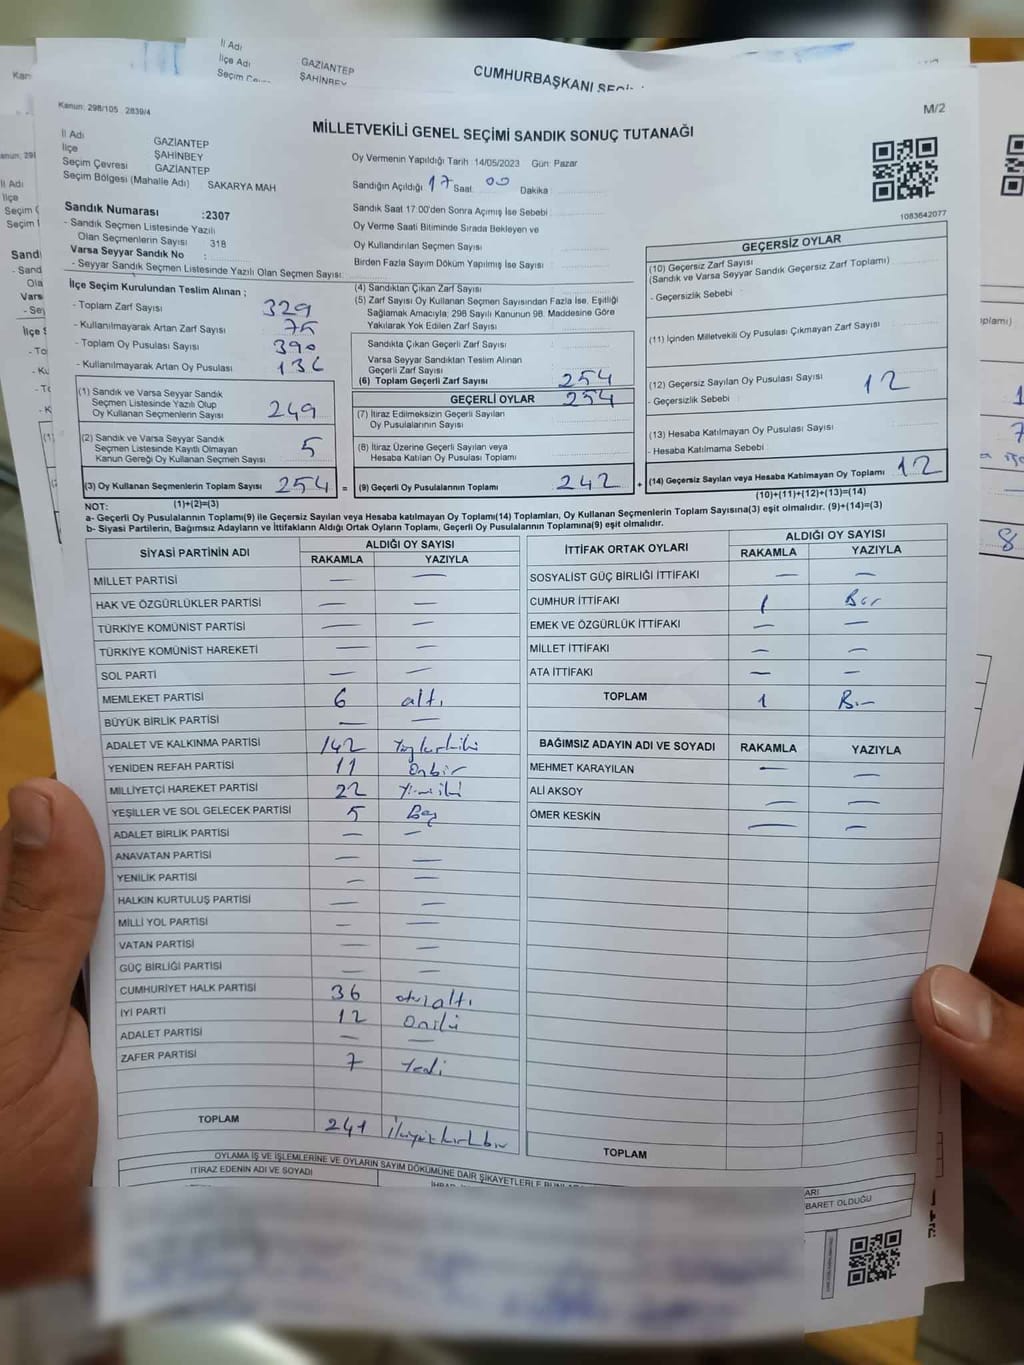 İl Adı
İlçe Adı
GAZİANTEP
ŞAHİNBEY
CUMHURBAŞKANI
Kanun: 298/105 2839/4
M/2
MİLLETVEKİLİ GENEL SEÇİMİ SANDIK SONUÇ TUTANAĞI
İl Adı GAZİANTEP
İlçe ŞAHİNBEY
Seçim Çevresi GAZİANTEP
Seçim Bölgesi (Mahalle Adı) SAKARYA MAH
Oy Vermenin Yapıldığı Tarih :14/05/2023 Gün: Pazar
Sandığın Açıldığı 17 Saat 00 Dakika
Sandık Saat 17:00'den Sonra Açımış İse Sebebi
Oy Verme Saati Bitiminde Sırada Bekleyen ve
Oy Kullandırılan Seçmen Sayısı
Birden Fazla Sayım Döküm Yapılmış İse Sayısı
1083642077
Sandık Numarası :2307
- Sandık Seçmen Listesinde Yazılı
Olan Seçmenlerin Sayısı 318
Varsa Seyyar Sandık No :
- Seyyar Sandık Seçmen Listesinde Yazılı Olan Seçmen Sayısı:
İlçe Seçim Kurulundan Teslim Alınan ;
- Toplam Zarf Sayısı 329
- Kullanılmayarak Artan Zarf Sayısı 75
- Toplam Oy Pusulası Sayısı 390
- Kullanılmayarak Artan Oy Pusulası 136
(1) Sandık ve Varsa Seyyar Sandık
Seçmen Listesinde Yazılı Olup
Oy Kullanan Seçmenlerin Sayısı 249
(2) Sandık ve Varsa Seyyar Sandık
Seçmen Listesinde Kayıtlı Olmayan
Kanun Gereği Oy Kullanan Seçmen Sayısı 5
(3) Oy Kullanan Seçmenlerin Toplam Sayısı 254
(1)+(2)=(3)
(4) Sandıktan Çıkan Zarf Sayısı
(5) Zarf Sayısı Oy Kullanan Seçmen Sayısından Fazla İse, Eşitliği
Sağlamak Amacıyla; 298 Sayılı Kanunun 98. Maddesine Göre
Yakılarak Yok Edilen Zarf Sayısı
Sandıkta Çıkan Geçerli Zarf Sayısı
Varsa Seyyar Sandıktan Teslim Alınan
Geçerli Zarf Sayısı
(6) Toplam Geçerli Zarf Sayısı 254
GEÇERLİ OYLAR 254
(7) İtiraz Edilmeksizin Geçerli Sayılan
Oy Pusulalarının Sayısı
(8) İtiraz Üzerine Geçerli Sayılan veya
Hesaba Katılan Oy Pusulası Toplamı
= (9) Geçerli Oy Pusulalarının Toplamı 242
GEÇERSİZ OYLAR
(10) Geçersiz Zarf Sayısı
(Sandık ve Varsa Seyyar Sandık Geçersiz Zarf Toplamı)
- Geçersizlik Sebebi
(11) İçinden Milletvekili Oy Pusulası Çıkmayan Zarf Sayısı
(12) Geçersiz Sayılan Oy Pusulası Sayısı 12
- Geçersizlik Sebebi
(13) Hesaba Katılmayan Oy Pusulası Sayısı
- Hesaba Katılmama Sebebi
+ (14) Geçersiz Sayılan veya Hesaba Katılmayan Oy Toplamı 12
(10)+(11)+(12)+(13)=(14)
NOT:
a- Geçerli Oy Pusulalarının Toplamı(9) ile Geçersiz Sayılan veya Hesaba katılmayan Oy Toplamı(14) Toplamları, Oy Kullanan Seçmenlerin Toplam Sayısına(3) eşit olmalıdır. (9)+(14)=(3)
b- Siyasi Partilerin, Bağımsız Adayların ve İttifakların Aldığı Ortak Oyların Toplamı, Geçerli Oy Pusulalarının Toplamına(9) eşit olmalıdır.
SİYASİ PARTİNİN ADI
ALDIĞI OY SAYISI
RAKAMLA YAZIYLA
MİLLET PARTİSİ — —
HAK VE ÖZGÜRLÜKLER PARTİSİ — —
TÜRKİYE KOMÜNİST PARTİSİ — —
TÜRKİYE KOMÜNİST HAREKETİ — —
SOL PARTİ — —
MEMLEKET PARTİSİ 6 altı
BÜYÜK BİRLİK PARTİSİ — —
ADALET VE KALKINMA PARTİSİ 142
YENİDEN REFAH PARTİSİ 11 Onbir
MİLLİYETÇİ HAREKET PARTİSİ 22
YEŞİLLER VE SOL GELECEK PARTİSİ 5 Beş
ADALET BİRLİK PARTİSİ — —
ANAVATAN PARTİSİ — —
YENİLİK PARTİSİ — —
HALKIN KURTULUŞ PARTİSİ — —
MİLLİ YOL PARTİSİ — —
VATAN PARTİSİ — —
GÜÇ BİRLİĞİ PARTİSİ — —
CUMHURİYET HALK PARTİSİ 36 otuzaltı
İYİ PARTİ 12 Oniki
ADALET PARTİSİ — —
ZAFER PARTİSİ 7 Yedi
TOPLAM 241 İkiyüzkırkbir
İTTİFAK ORTAK OYLARI
ALDIĞI OY SAYISI
RAKAMLA YAZIYLA
SOSYALİST GÜÇ BİRLİĞİ İTTİFAKI — —
CUMHUR İTTİFAKI 1 Bir
EMEK VE ÖZGÜRLÜK İTTİFAKI — —
MİLLET İTTİFAKI — —
ATA İTTİFAKI — —
TOPLAM 1 Bir
BAĞIMSIZ ADAYIN ADI VE SOYADI RAKAMLA YAZIYLA
MEHMET KARAYILAN — —
ALİ AKSOY — —
ÖMER KESKİN — —
TOPLAM
OYLAMA İŞ VE İŞLEMLERİNE VE OYLARIN SAYIM DÖKÜMÜNE DAİR ŞİKAYETLERLE
İTİRAZ EDENİN ADI VE SOYADI
BARET OLDUĞU